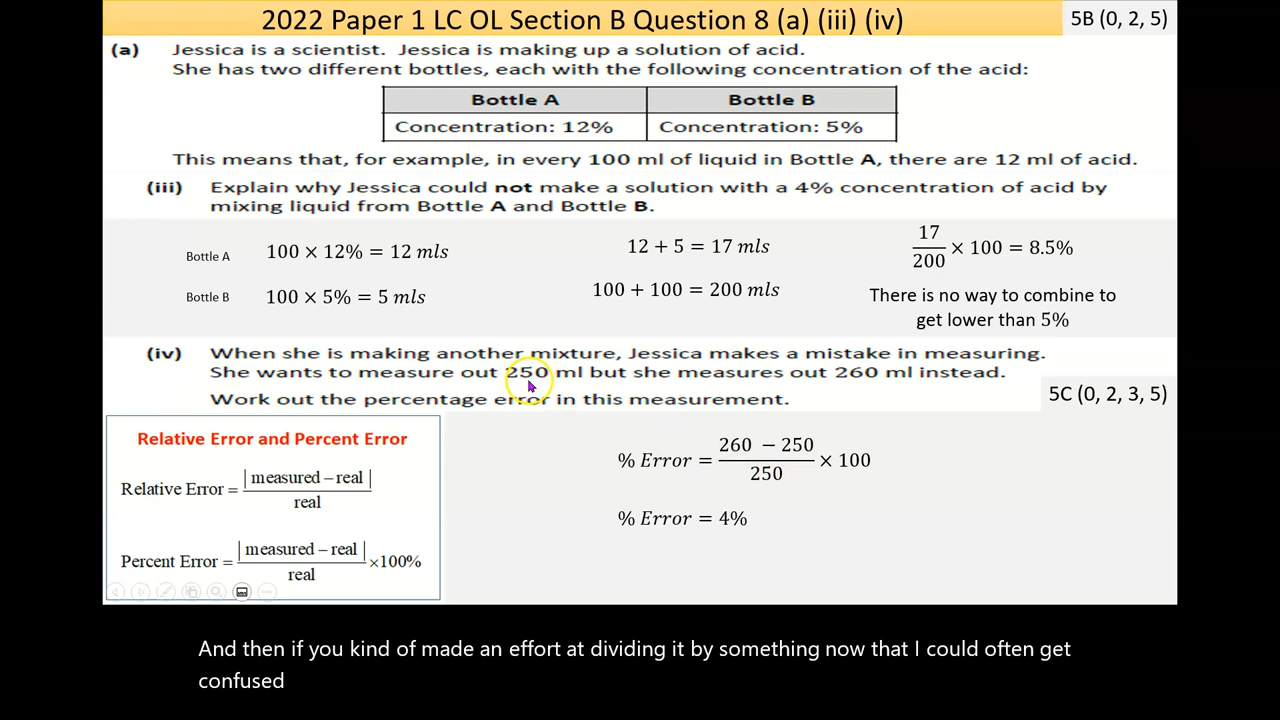 2022 Paper 1 LC OL Section B Question 8 (a) (iii) (iv)
5B (0, 2, 5)
(a) Jessica is a scientist. Jessica is making up a solution of acid.
She has two different bottles, each with the following concentration of the acid:
Bottle A Bottle B
Concentration: 12% Concentration: 5%
This means that, for example, in every 100 ml of liquid in Bottle A, there are 12 ml of acid.
(iii) Explain why Jessica could not make a solution with a 4% concentration of acid by
mixing liquid from Bottle A and Bottle B.
Bottle A 100 × 12% = 12 mls
Bottle B 100 × 5% = 5 mls
12 + 5 = 17 mls
100 + 100 = 200 mls
17/200 × 100 = 8.5%
There is no way to combine to
get lower than 5%
(iv) When she is making another mixture, Jessica makes a mistake in measuring.
She wants to measure out 250 ml but she measures out 260 ml instead.
Work out the percentage error in this measurement.
5C (0, 2, 3, 5)
Relative Error and Percent Error
Relative Error = | measured – real | / real
Percent Error = | measured – real | / real ×100%
% Error = 260 − 250 / 250 × 100
% Error = 4%
And then if you kind of made an effort at dividing it by something now that I could often get
confused